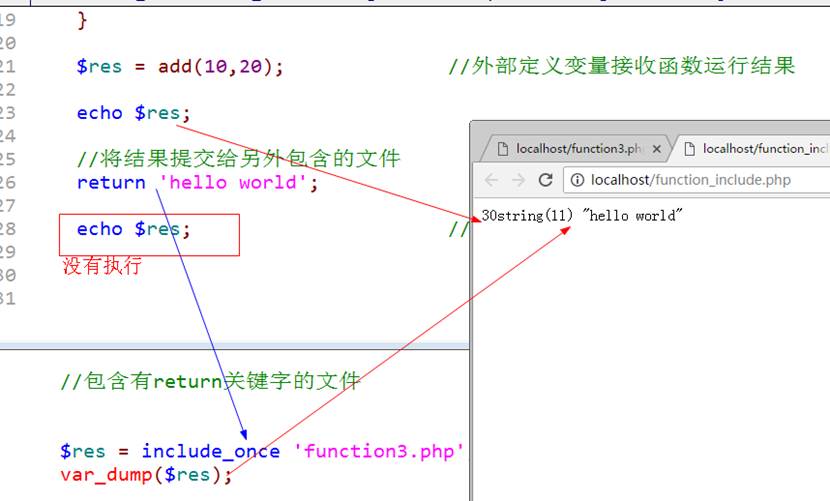 19 }
20
21 $res = add(10,20); //外部定义变量接收函数运行结果
22
23 echo $res;
24
25 //将结果提交给另外包含的文件
26 return 'hello world';
27
28 echo $res; //
29
没有执行
30
31
localhost/function3.ph
localhost/function_incl
localhost/function_include.php
30string(11) "hello world"
//包含有return关键字的文件
$res = include_once 'function3.php'
var_dump($res);